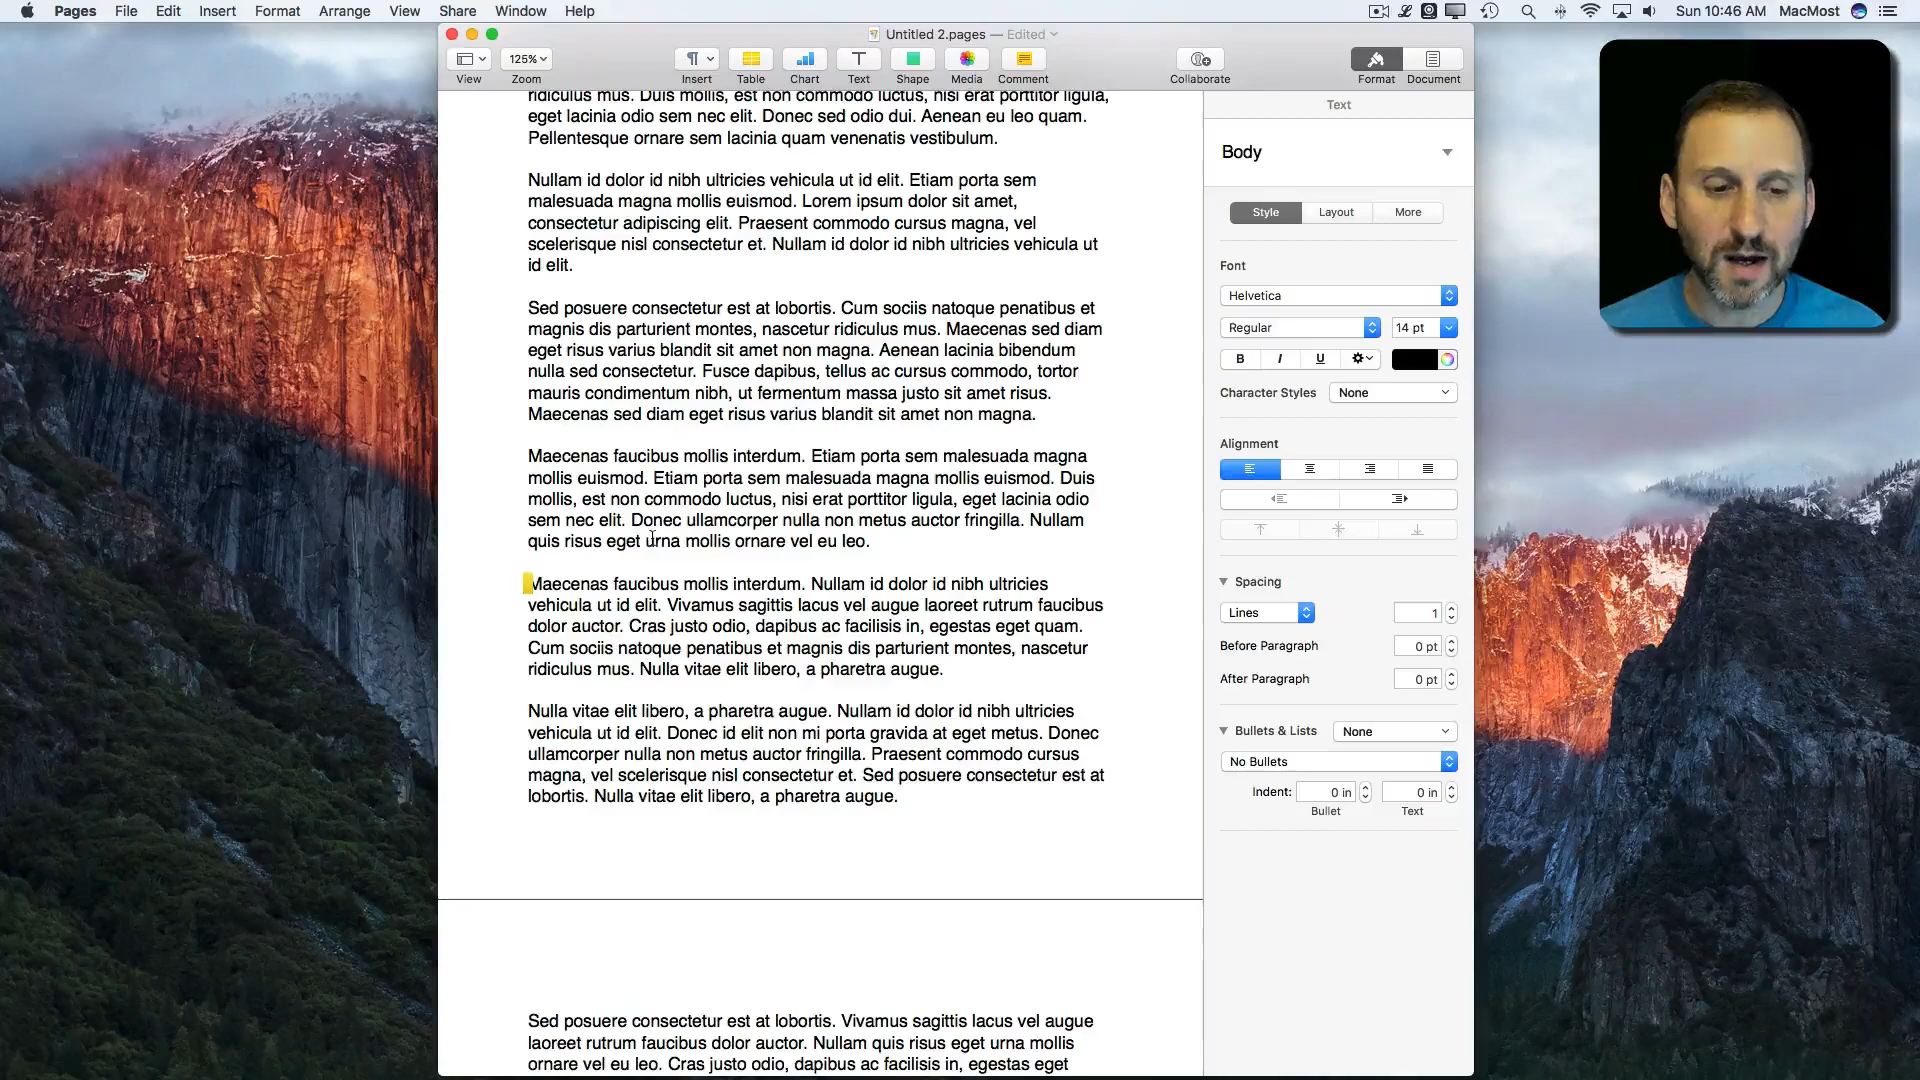 Pages File Edit Insert Format Arrange View Share Window Help
Sun 10:46 AM MacMost
Untitled 2.pages — Edited
125%
View Zoom Insert Table Chart Text Shape Media Comment Collaborate Format Document
ridiculus mus. Duis mollis, est non commodo luctus, nisi erat porttitor ligula,
eget lacinia odio sem nec elit. Donec sed odio dui. Aenean eu leo quam.
Pellentesque ornare sem lacinia quam venenatis vestibulum.
Nullam id dolor id nibh ultricies vehicula ut id elit. Etiam porta sem
malesuada magna mollis euismod. Lorem ipsum dolor sit amet,
consectetur adipiscing elit. Praesent commodo cursus magna, vel
scelerisque nisl consectetur et. Nullam id dolor id nibh ultricies vehicula ut
id elit.
Sed posuere consectetur est at lobortis. Cum sociis natoque penatibus et
magnis dis parturient montes, nascetur ridiculus mus. Maecenas sed diam
eget risus varius blandit sit amet non magna. Aenean lacinia bibendum
nulla sed consectetur. Fusce dapibus, tellus ac cursus commodo, tortor
mauris condimentum nibh, ut fermentum massa justo sit amet risus.
Maecenas sed diam eget risus varius blandit sit amet non magna.
Maecenas faucibus mollis interdum. Etiam porta sem malesuada magna
mollis euismod. Etiam porta sem malesuada magna mollis euismod. Duis
mollis, est non commodo luctus, nisi erat porttitor ligula, eget lacinia odio
sem nec elit. Donec ullamcorper nulla non metus auctor fringilla. Nullam
quis risus eget urna mollis ornare vel eu leo.
Maecenas faucibus mollis interdum. Nullam id dolor id nibh ultricies
vehicula ut id elit. Vivamus sagittis lacus vel augue laoreet rutrum faucibus
dolor auctor. Cras justo odio, dapibus ac facilisis in, egestas eget quam.
Cum sociis natoque penatibus et magnis dis parturient montes, nascetur
ridiculus mus. Nulla vitae elit libero, a pharetra augue.
Nulla vitae elit libero, a pharetra augue. Nullam id dolor id nibh ultricies
vehicula ut id elit. Donec id elit non mi porta gravida at eget metus. Donec
ullamcorper nulla non metus auctor fringilla. Praesent commodo cursus
magna, vel scelerisque nisl consectetur et. Sed posuere consectetur est at
lobortis. Nulla vitae elit libero, a pharetra augue.
Sed posuere consectetur est at lobortis. Vivamus sagittis lacus vel augue
laoreet rutrum faucibus dolor auctor. Nullam quis risus eget urna mollis
ornare vel eu leo. Cras justo odio, dapibus ac facilisis in, egestas eget
Text
Body
Style Layout More
Font
Helvetica
Regular 14 pt
B I U
Character Styles None
Alignment
Spacing
Lines 1
Before Paragraph 0 pt
After Paragraph 0 pt
Bullets & Lists None
No Bullets
Indent: 0 in 0 in
Bullet Text